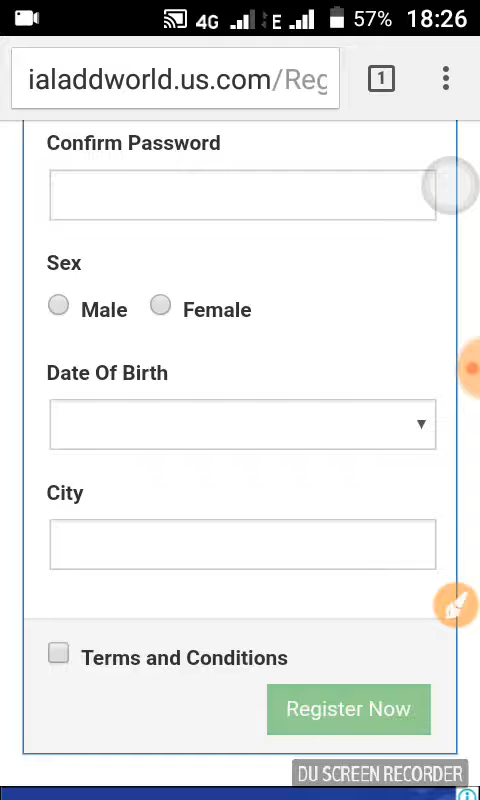 4G E 57% 18:26
ialaddworld.us.com/Reg 1
Confirm Password
Sex
Male Female
Date Of Birth
City
Terms and Conditions
Register Now
DU SCREEN RECORDER